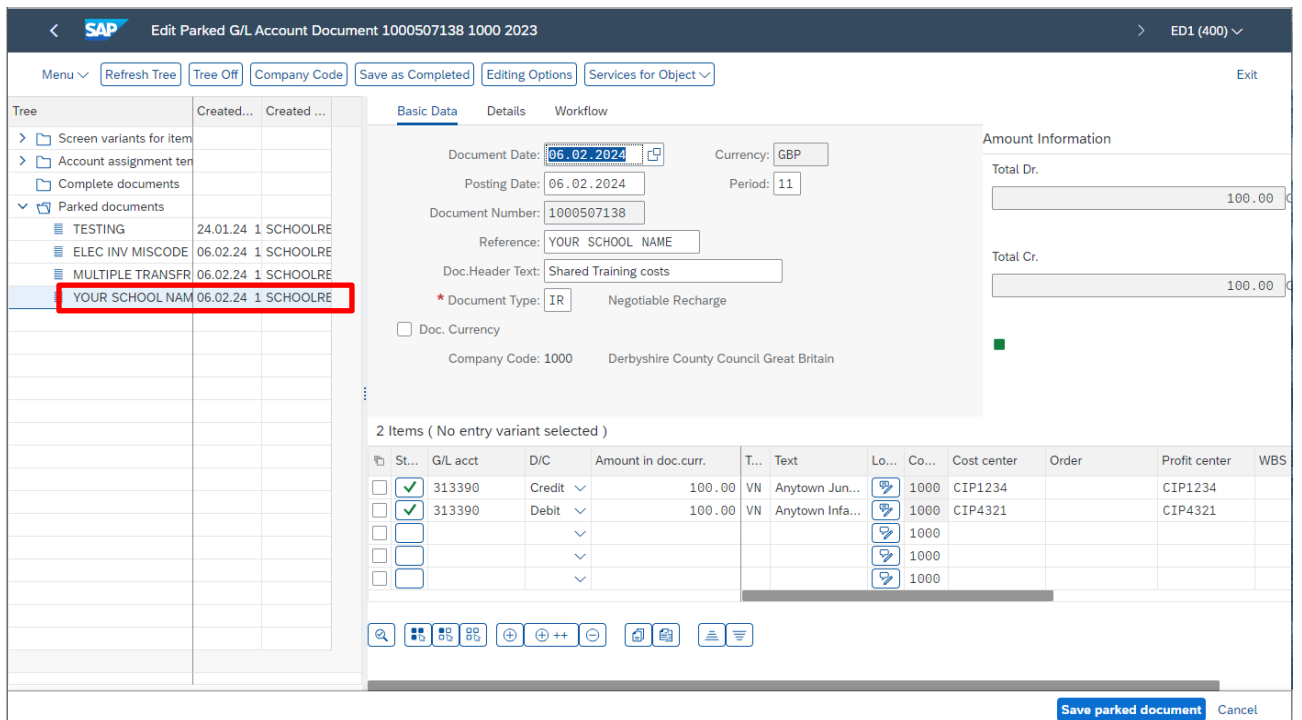 SAP Edit Parked G/L Account Document 1000507138 1000 2023 ED1 (400)
Menu Refresh Tree Tree Off Company Code Save as Completed Editing Options Services for Object Exit
Tree Created... Created ...
Screen variants for item
Account assignment ten
Complete documents
Parked documents
TESTING 24.01.24 1 SCHOOLRE
ELEC INV MISCODE 06.02.24 1 SCHOOLRE
MULTIPLE TRANSFR 06.02.24 1 SCHOOLRE
YOUR SCHOOL NAM 06.02.24 1 SCHOOLRE
Basic Data Details Workflow
Document Date: 06.02.2024 Currency: GBP
Posting Date: 06.02.2024 Period: 11
Document Number: 1000507138
Reference: YOUR SCHOOL NAME
Doc.Header Text: Shared Training costs
* Document Type: IR Negotiable Recharge
Doc. Currency
Company Code: 1000 Derbyshire County Council Great Britain
Amount Information
Total Dr.
100.00
Total Cr.
100.00
2 Items ( No entry variant selected )
St... G/L acct D/C Amount in doc.curr. T... Text Lo... Co... Cost center Order Profit center WBS
313390 Credit 100.00 VN Anytown Jun... 1000 CIP1234 CIP1234
313390 Debit 100.00 VN Anytown Infa... 1000 CIP4321 CIP4321
1000
1000
1000
++
Save parked document Cancel